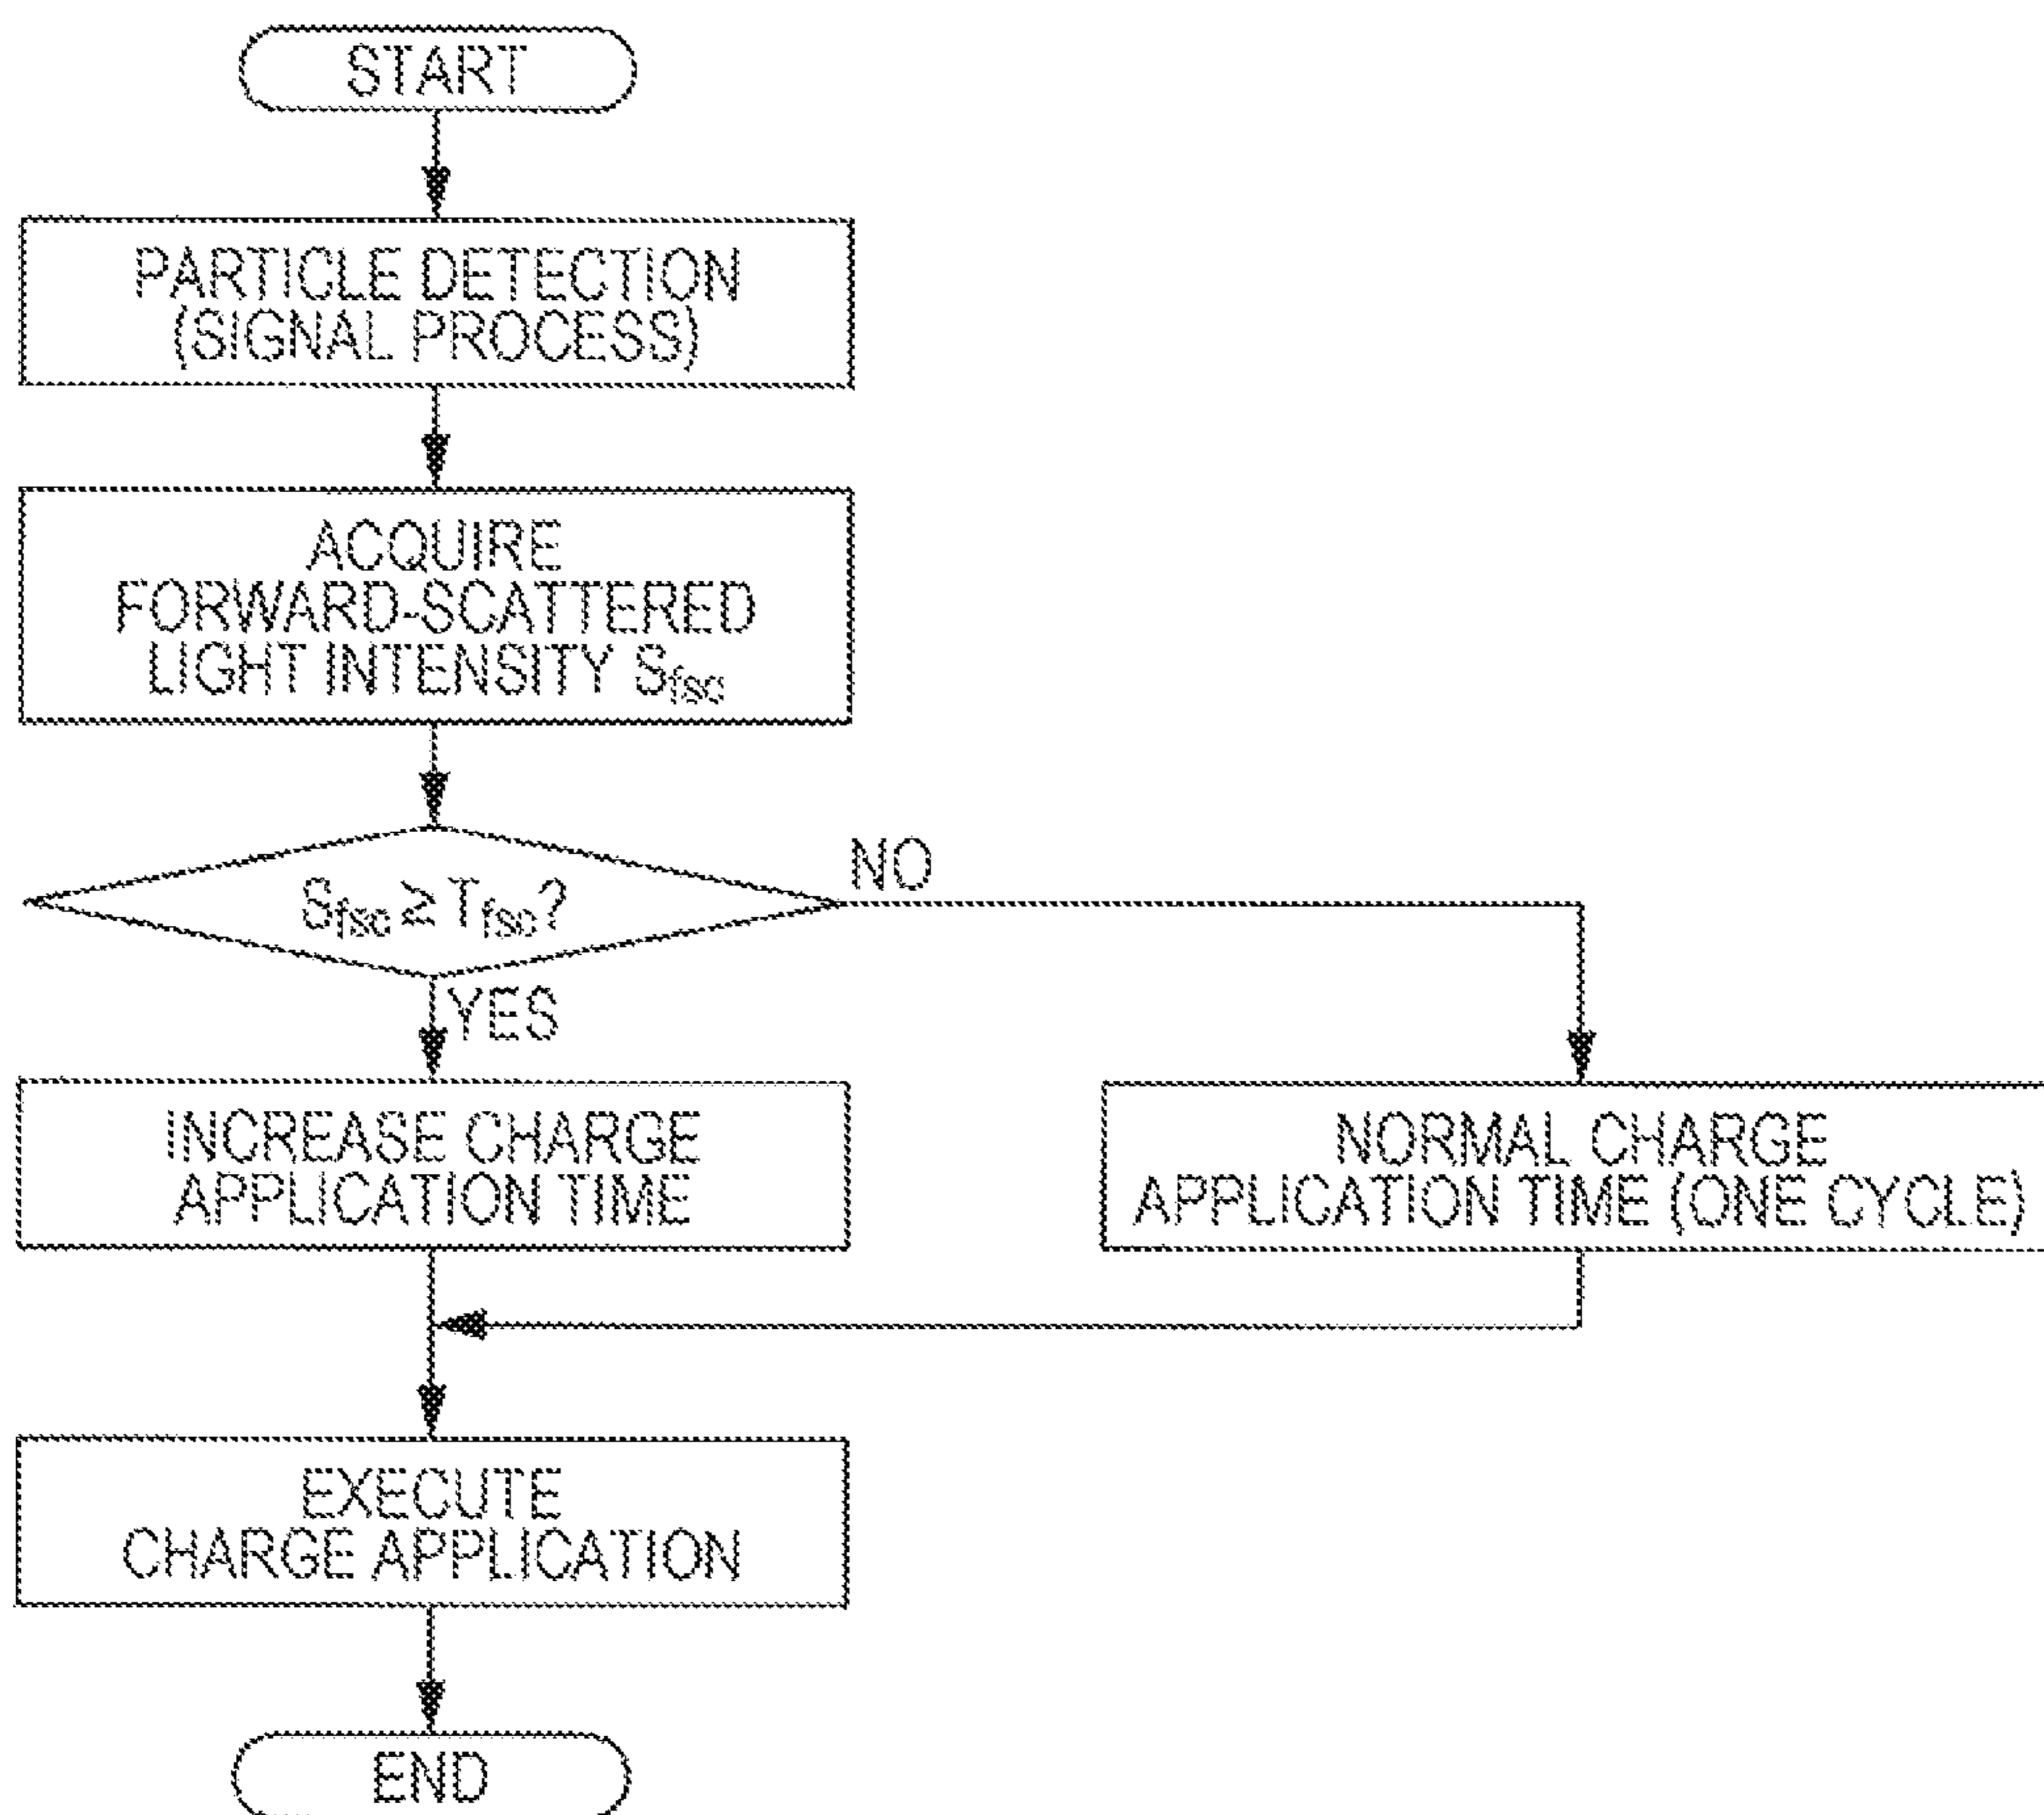 START
PARTICLE DETECTION
(SIGNAL PROCESS)
ACQUIRE
FORWARD-SCATTERED
LIGHT INTENSITY Sfsc
Sfsc ≥ Tfsc?
NO
YES
INCREASE CHARGE
APPLICATION TIME
NORMAL CHARGE
APPLICATION TIME (ONE CYCLE)
EXECUTE
CHARGE APPLICATION
END